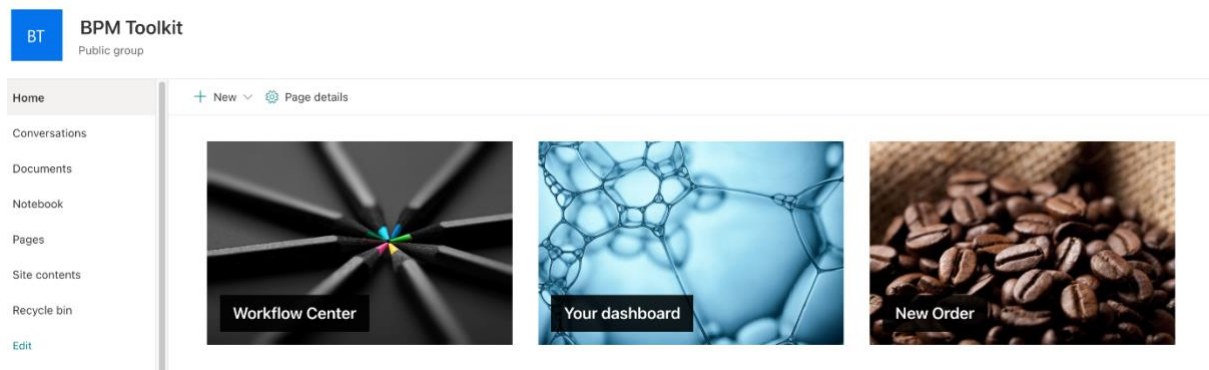 BT
BPM Toolkit
Public group
Home
Conversations
Documents
Notebook
Pages
Site contents
Recycle bin
Edit
New
Page details
Workflow Center
Your dashboard
New Order